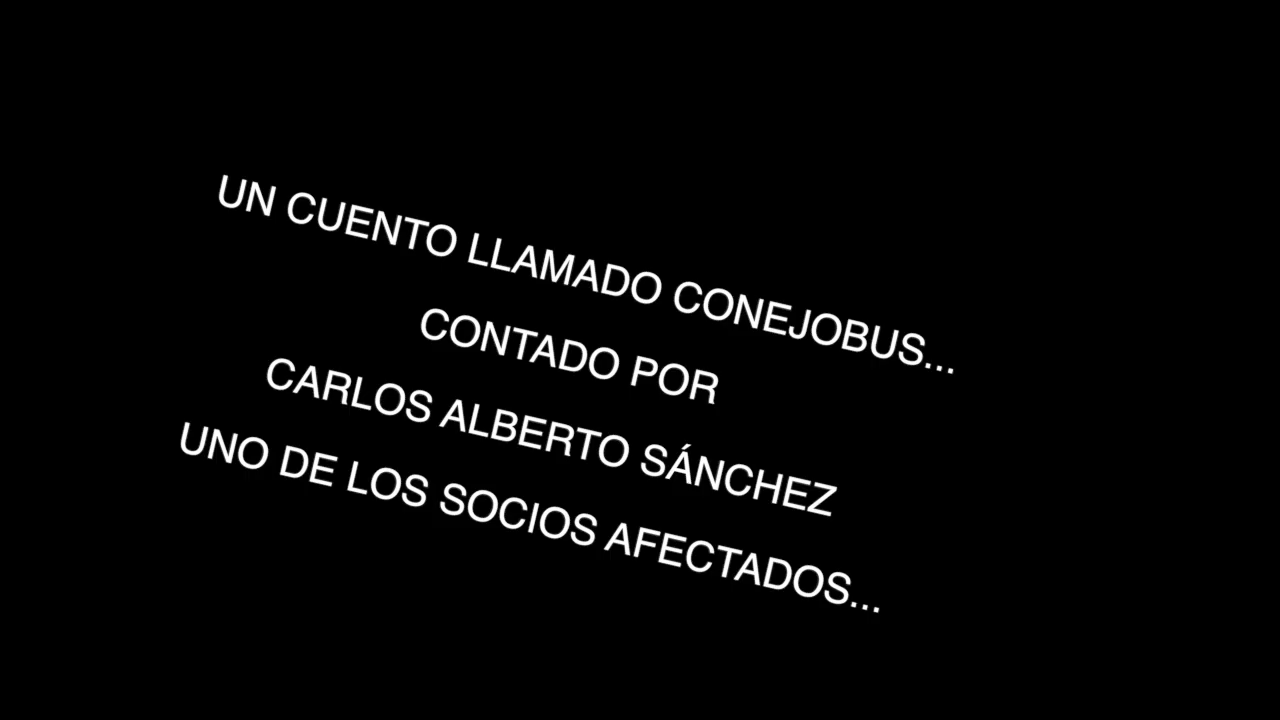 UN CUENTO LLAMADO CONEJOBUS...
CONTADO POR
CARLOS ALBERTO SÁNCHEZ
UNO DE LOS SOCIOS AFECTADOS...